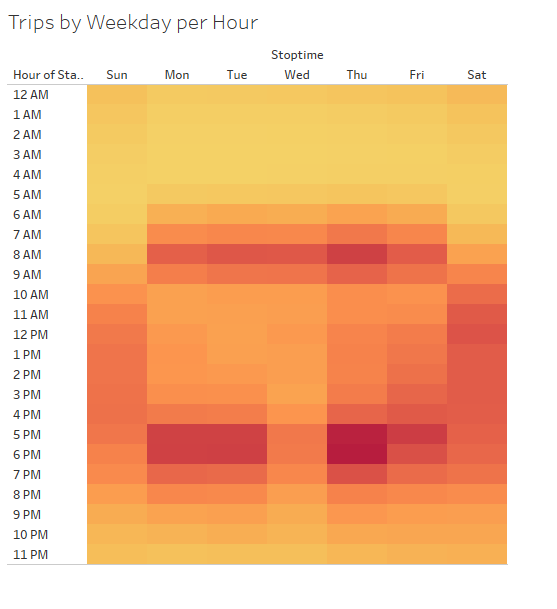 Trips by Weekday per Hour
Stoptime
Hour of Sta.. Sun Mon Tue Wed Thu Fri Sat
12 AM
1 AM
2 AM
3 AM
4 AM
5 AM
6 AM
7 AM
8 AM
9 AM
10 AM
11 AM
12 PM
1 PM
2 PM
3 PM
4 PM
5 PM
6 PM
7 PM
8 PM
9 PM
10 PM
11 PM